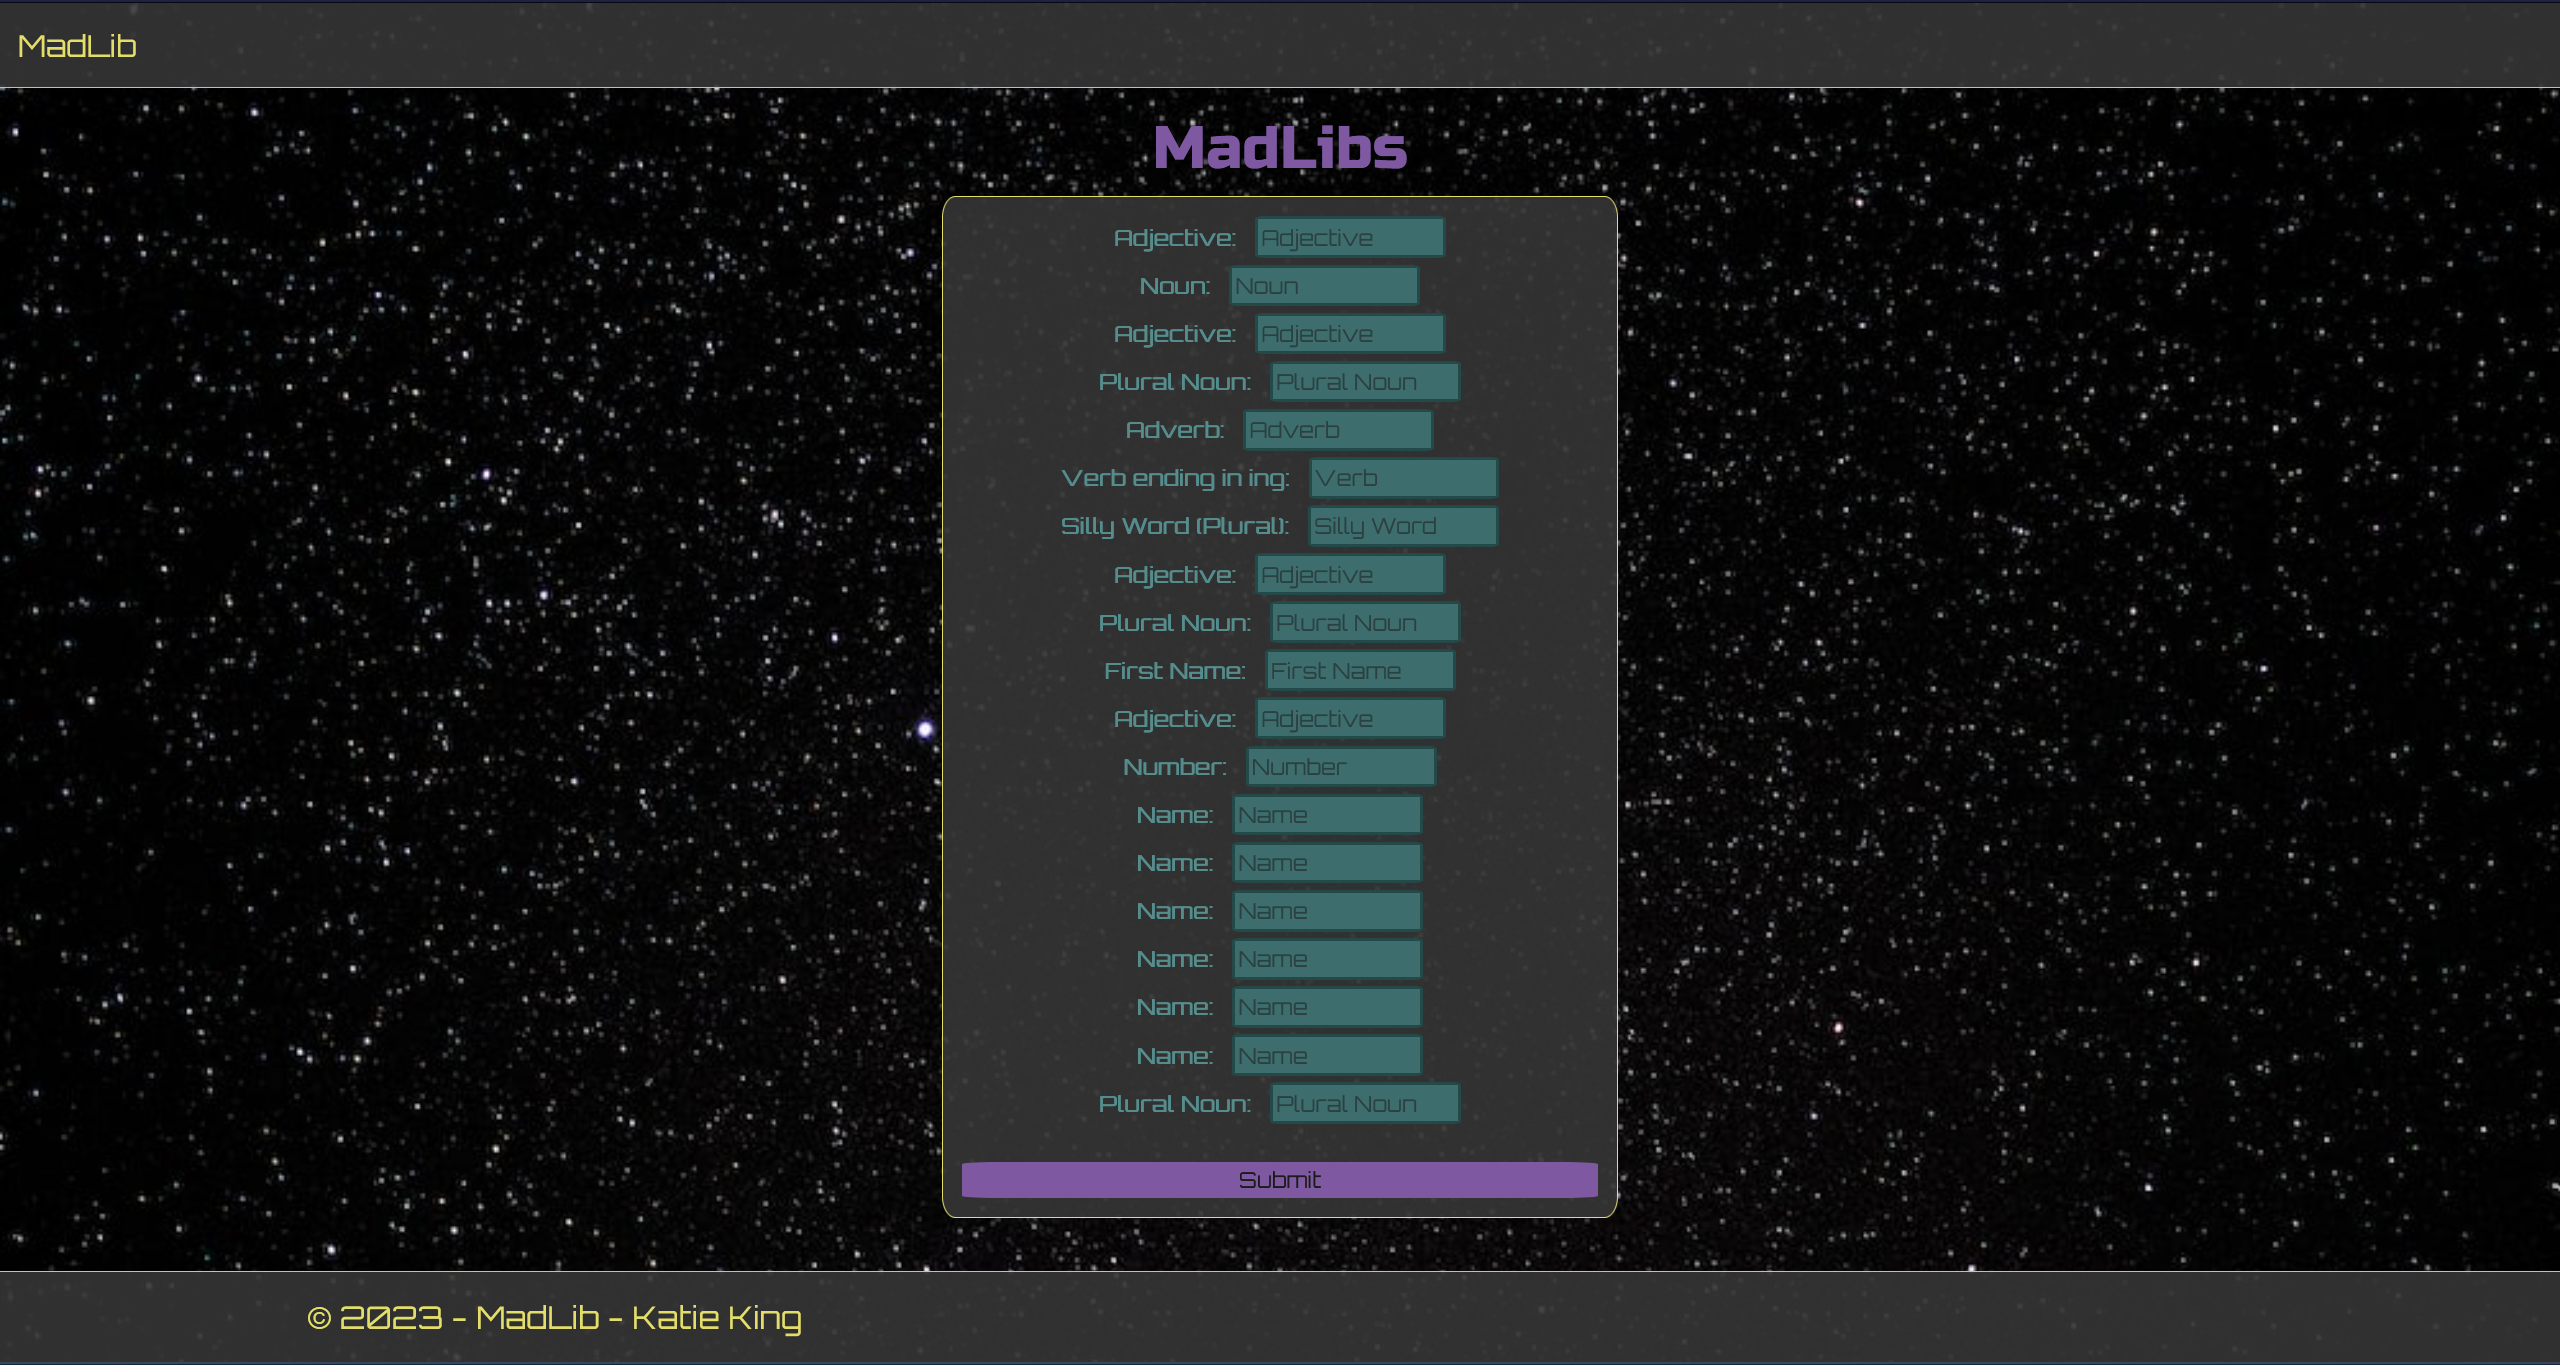 MadLib
MadLibs
Adjective: Adjective
Noun: Noun
Adjective: Adjective
Plural Noun: Plural Noun
Adverb: Adverb
Verb ending in ing: Verb
Silly Word (Plural): Silly Word
Adjective: Adjective
Plural Noun: Plural Noun
First Name: First Name
Adjective: Adjective
Number: Number
Name: Name
Name: Name
Name: Name
Name: Name
Name: Name
Name: Name
Plural Noun: Plural Noun
Submit
© 2023 - MadLib - Katie King